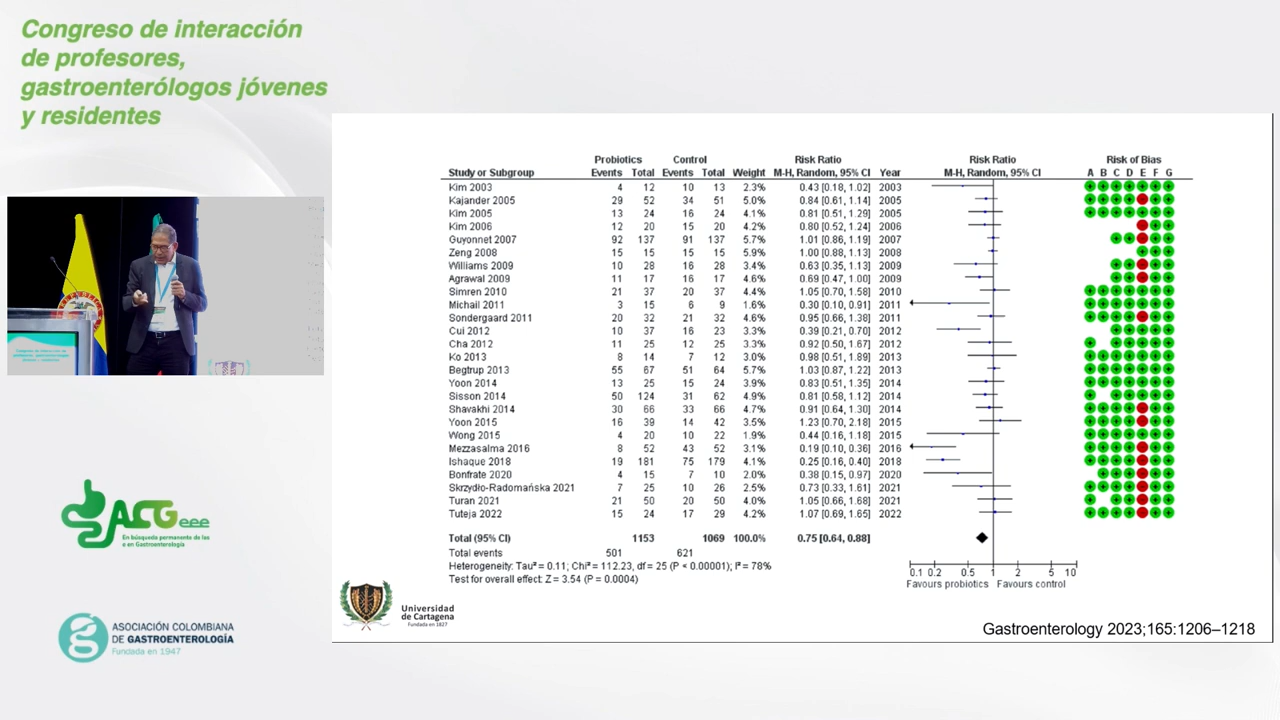 Congreso de interacción
de profesores,
gastroenterólogos jóvenes
y residentes
Probiotics Control Risk Ratio Risk Ratio Risk of Bias
Study or Subgroup Events Total Events Total Weight M-H, Random, 95% CI Year M-H, Random, 95% CI A B C D E F G
Kim 2003 4 12 10 13 2.3% 0.43 [0.18, 1.02] 2003
Kajander 2005 29 52 34 51 5.0% 0.84 [0.61, 1.14] 2005
Kim 2005 13 24 16 24 4.1% 0.81 [0.51, 1.29] 2005
Kim 2006 12 20 15 20 4.3% 0.80 [0.52, 1.24] 2006
Guyonnet 2007 92 137 91 137 5.7% 1.01 [0.86, 1.19] 2007
Zeng 2008 15 15 15 15 5.9% 1.00 [0.88, 1.13] 2008
Williams 2009 10 28 16 28 3.4% 0.63 [0.35, 1.13] 2009
Agrawal 2009 11 17 16 17 4.6% 0.69 [0.47, 1.00] 2009
Simren 2010 21 37 20 37 4.4% 1.05 [0.70, 1.58] 2010
Michail 2011 3 15 6 9 1.6% 0.30 [0.10, 0.91] 2011
Sondergaard 2011 20 32 21 32 4.6% 0.95 [0.66, 1.38] 2011
Cui 2012 10 37 16 23 3.3% 0.39 [0.21, 0.70] 2012
Cha 2012 11 25 12 25 3.4% 0.92 [0.50, 1.67] 2012
Ko 2013 8 14 7 12 3.1% 0.98 [0.51, 1.89] 2013
Begtrup 2013 55 67 51 64 5.7% 1.03 [0.87, 1.22] 2013
Yoon 2014 13 25 15 24 4.0% 0.83 [0.51, 1.35] 2014
Sisson 2014 50 124 31 62 4.8% 0.81 [0.58, 1.12] 2014
Shavakhi 2014 30 66 33 66 4.7% 0.91 [0.64, 1.30] 2014
Yoon 2015 16 39 14 42 3.5% 1.23 [0.70, 2.18] 2015
Wong 2015 4 20 10 22 1.9% 0.44 [0.16, 1.18] 2015
Mezzasalma 2016 8 52 43 52 3.1% 0.19 [0.10, 0.36] 2016
Ishaque 2018 19 181 75 179 4.1% 0.25 [0.16, 0.40] 2018
Bonfrate 2020 4 15 7 10 2.0% 0.38 [0.15, 0.97] 2020
Skrzydło-Radomańska 2021 7 25 10 26 2.5% 0.73 [0.33, 1.61] 2021
Turan 2021 21 50 20 50 4.0% 1.05 [0.66, 1.68] 2021
Tuteja 2022 15 24 17 29 4.2% 1.07 [0.69, 1.65] 2022
Total (95% CI) 1153 1069 100.0% 0.75 [0.64, 0.88]
Total events 501 621
Heterogeneity: Tau² = 0.11; Chi² = 112.23, df = 25 (P < 0.00001); I² = 78%
Test for overall effect: Z = 3.54 (P = 0.0004)
0.1 0.2 0.5 1 2 5 10
Favours probiotics Favours control
Universidad
de Cartagena
Fundada en 1827
Gastroenterology 2023;165:1206–1218
ACGeee
En búsqueda permanente de las
e en Gastroenterología
ASOCIACIÓN COLOMBIANA
DE GASTROENTEROLOGÍA
Fundada en 1947